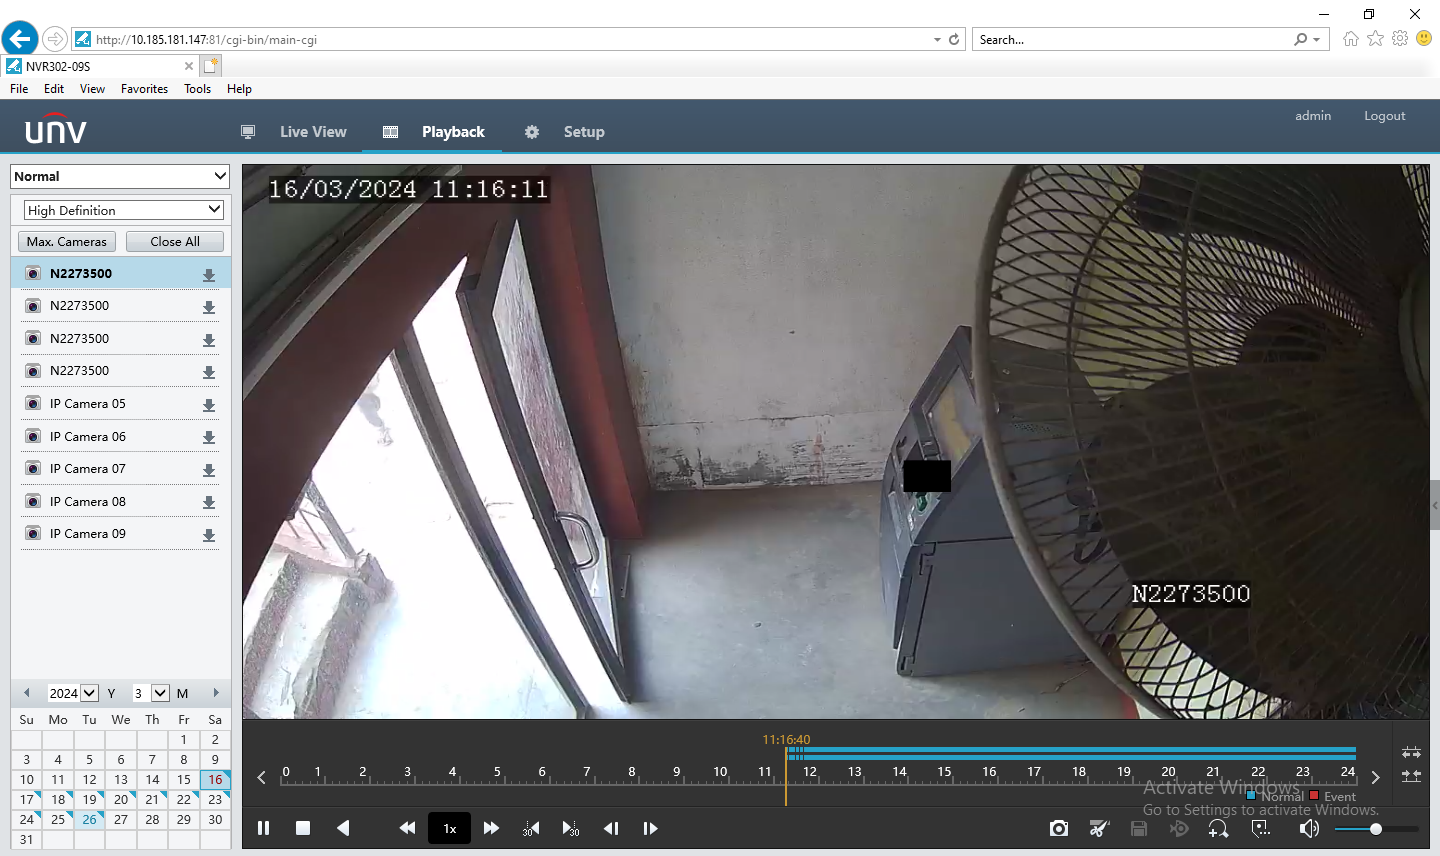 http://10.185.181.147:81/cgi-bin/main-cgi
Search...
NVR302-09S
File Edit View Favorites Tools Help
admin Logout
unv Live View Playback Setup
Normal
High Definition
Max. Cameras Close All
N2273500
N2273500
N2273500
N2273500
IP Camera 05
IP Camera 06
IP Camera 07
IP Camera 08
IP Camera 09
2024 Y 3 M
Su Mo Tu We Th Fr Sa
1 2
3 4 5 6 7 8 9
10 11 12 13 14 15 16
17 18 19 20 21 22 23
24 25 26 27 28 29 30
31
16/03/2024 11:16:11
N2273500
11:16:40
0 1 2 3 4 5 6 7 8 9 10 11 12 13 14 15 16 17 18 19 20 21 22 23 24
Normal Event
Activate Windows
Go to Settings to activate Windows.
1x 30 30